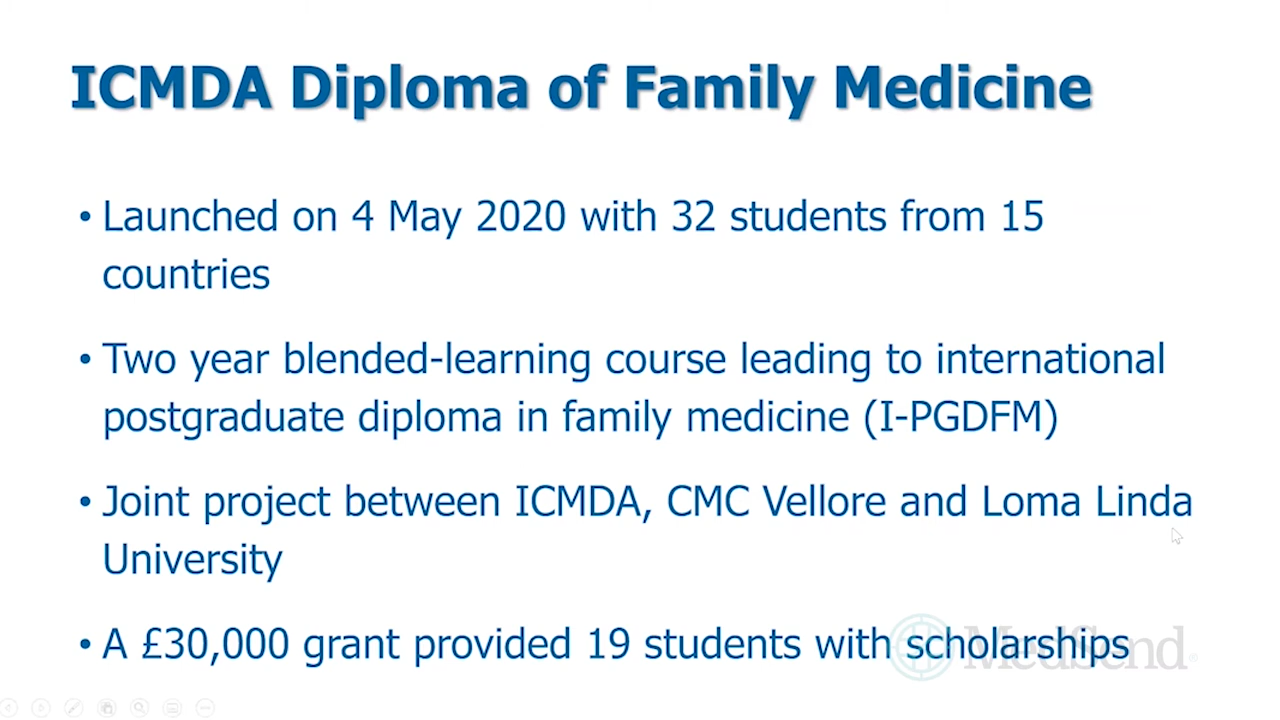 ICMDA Diploma of Family Medicine
• Launched on 4 May 2020 with 32 students from 15
countries
• Two year blended-learning course leading to international
postgraduate diploma in family medicine (I-PGDFM)
• Joint project between ICMDA, CMC Vellore and Loma Linda
University
• A £30,000 grant provided 19 students with scholarships
MedSend